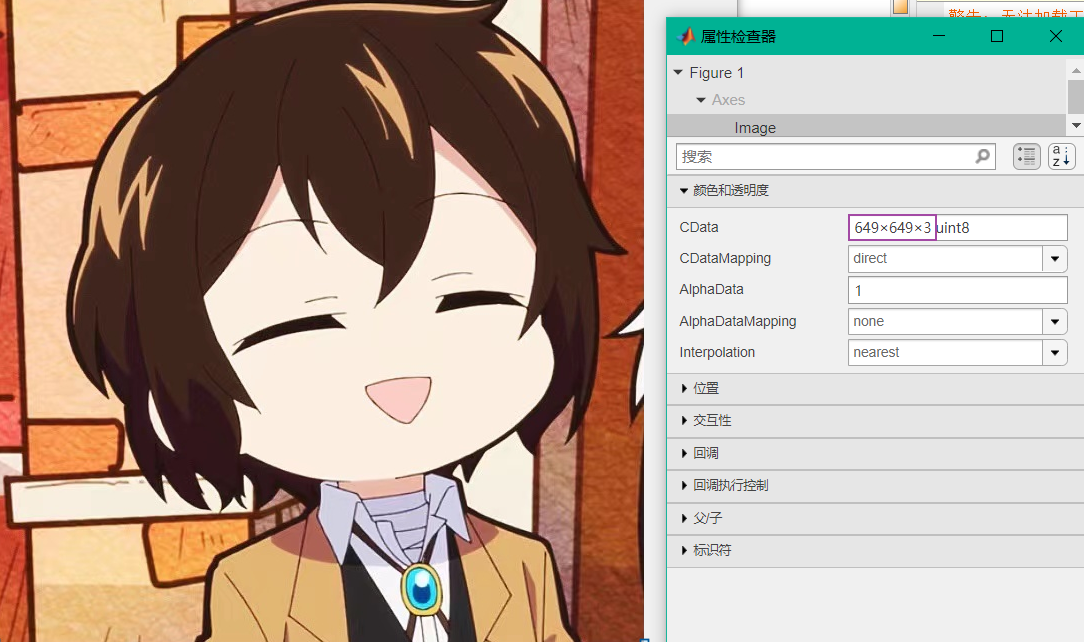 警告: 无法加载工
属性检查器
Figure 1
Axes
Image
搜索
a
z
颜色和透明度
CData 649×649×3 uint8
CDataMapping direct
AlphaData 1
AlphaDataMapping none
Interpolation nearest
位置
交互性
回调
回调执行控制
父/子
标识符